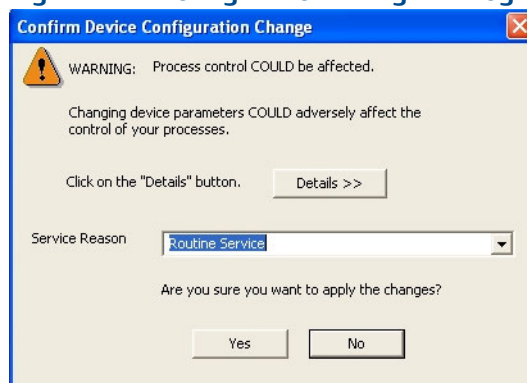 Confirm Device Configuration Change
WARNING: Process control COULD be affected.
Changing device parameters COULD adversely affect the
control of your processes.
Click on the "Details" button.
Details >>
Service Reason
Routine Service
Are you sure you want to apply the changes?
Yes
No